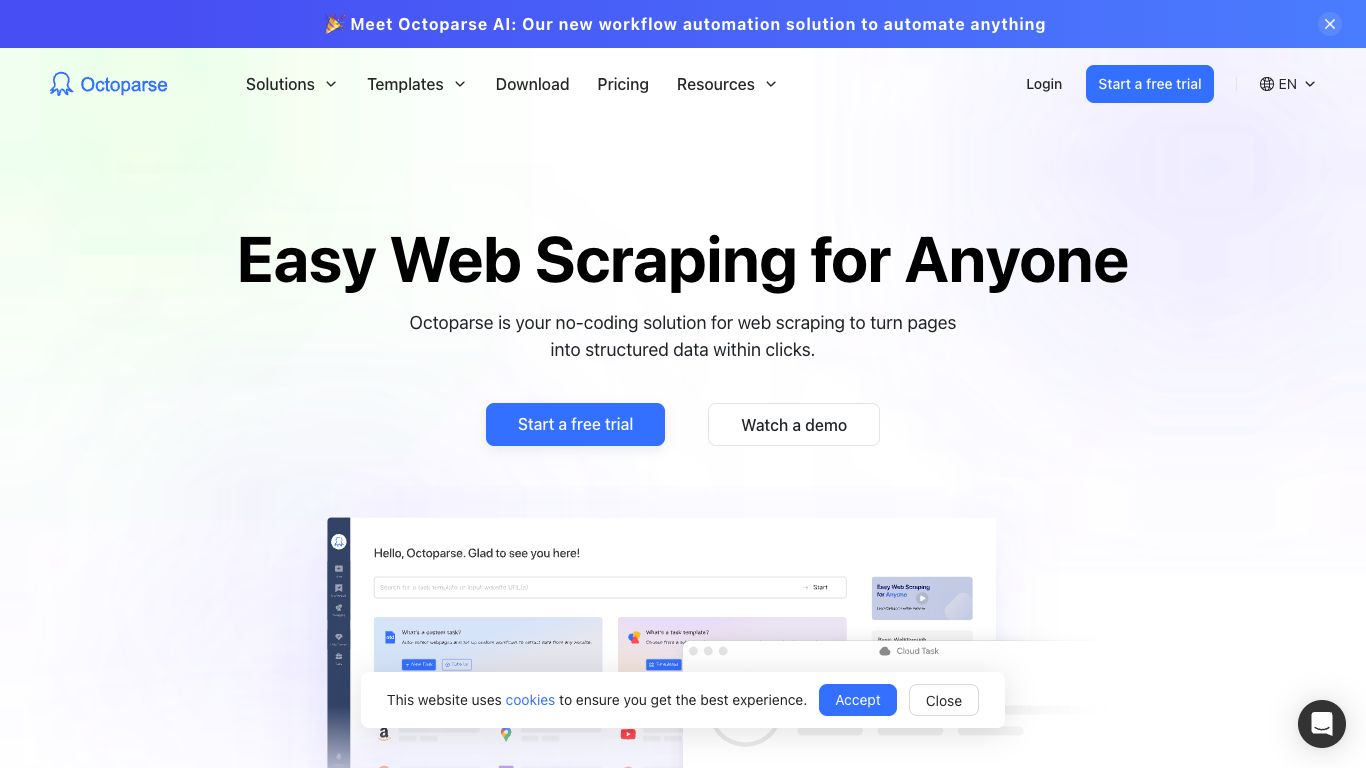 🎉 Meet Octoparse AI: Our new workflow automation solution to automate anything
Octoparse
Solutions
Templates
Download
Pricing
Resources
Login
Start a free trial
EN
Easy Web Scraping for Anyone
Octoparse is your no-coding solution for web scraping to turn pages
into structured data within clicks.
Start a free trial
Watch a demo
Hello, Octoparse. Glad to see you here!
Search for a task template or input website URL(s)
Start
Easy Web Scraping
for Anyone
What's a custom task?
What's a task template?
+ New Task
Cloud Task
This website uses cookies to ensure you get the best experience.
Accept
Close